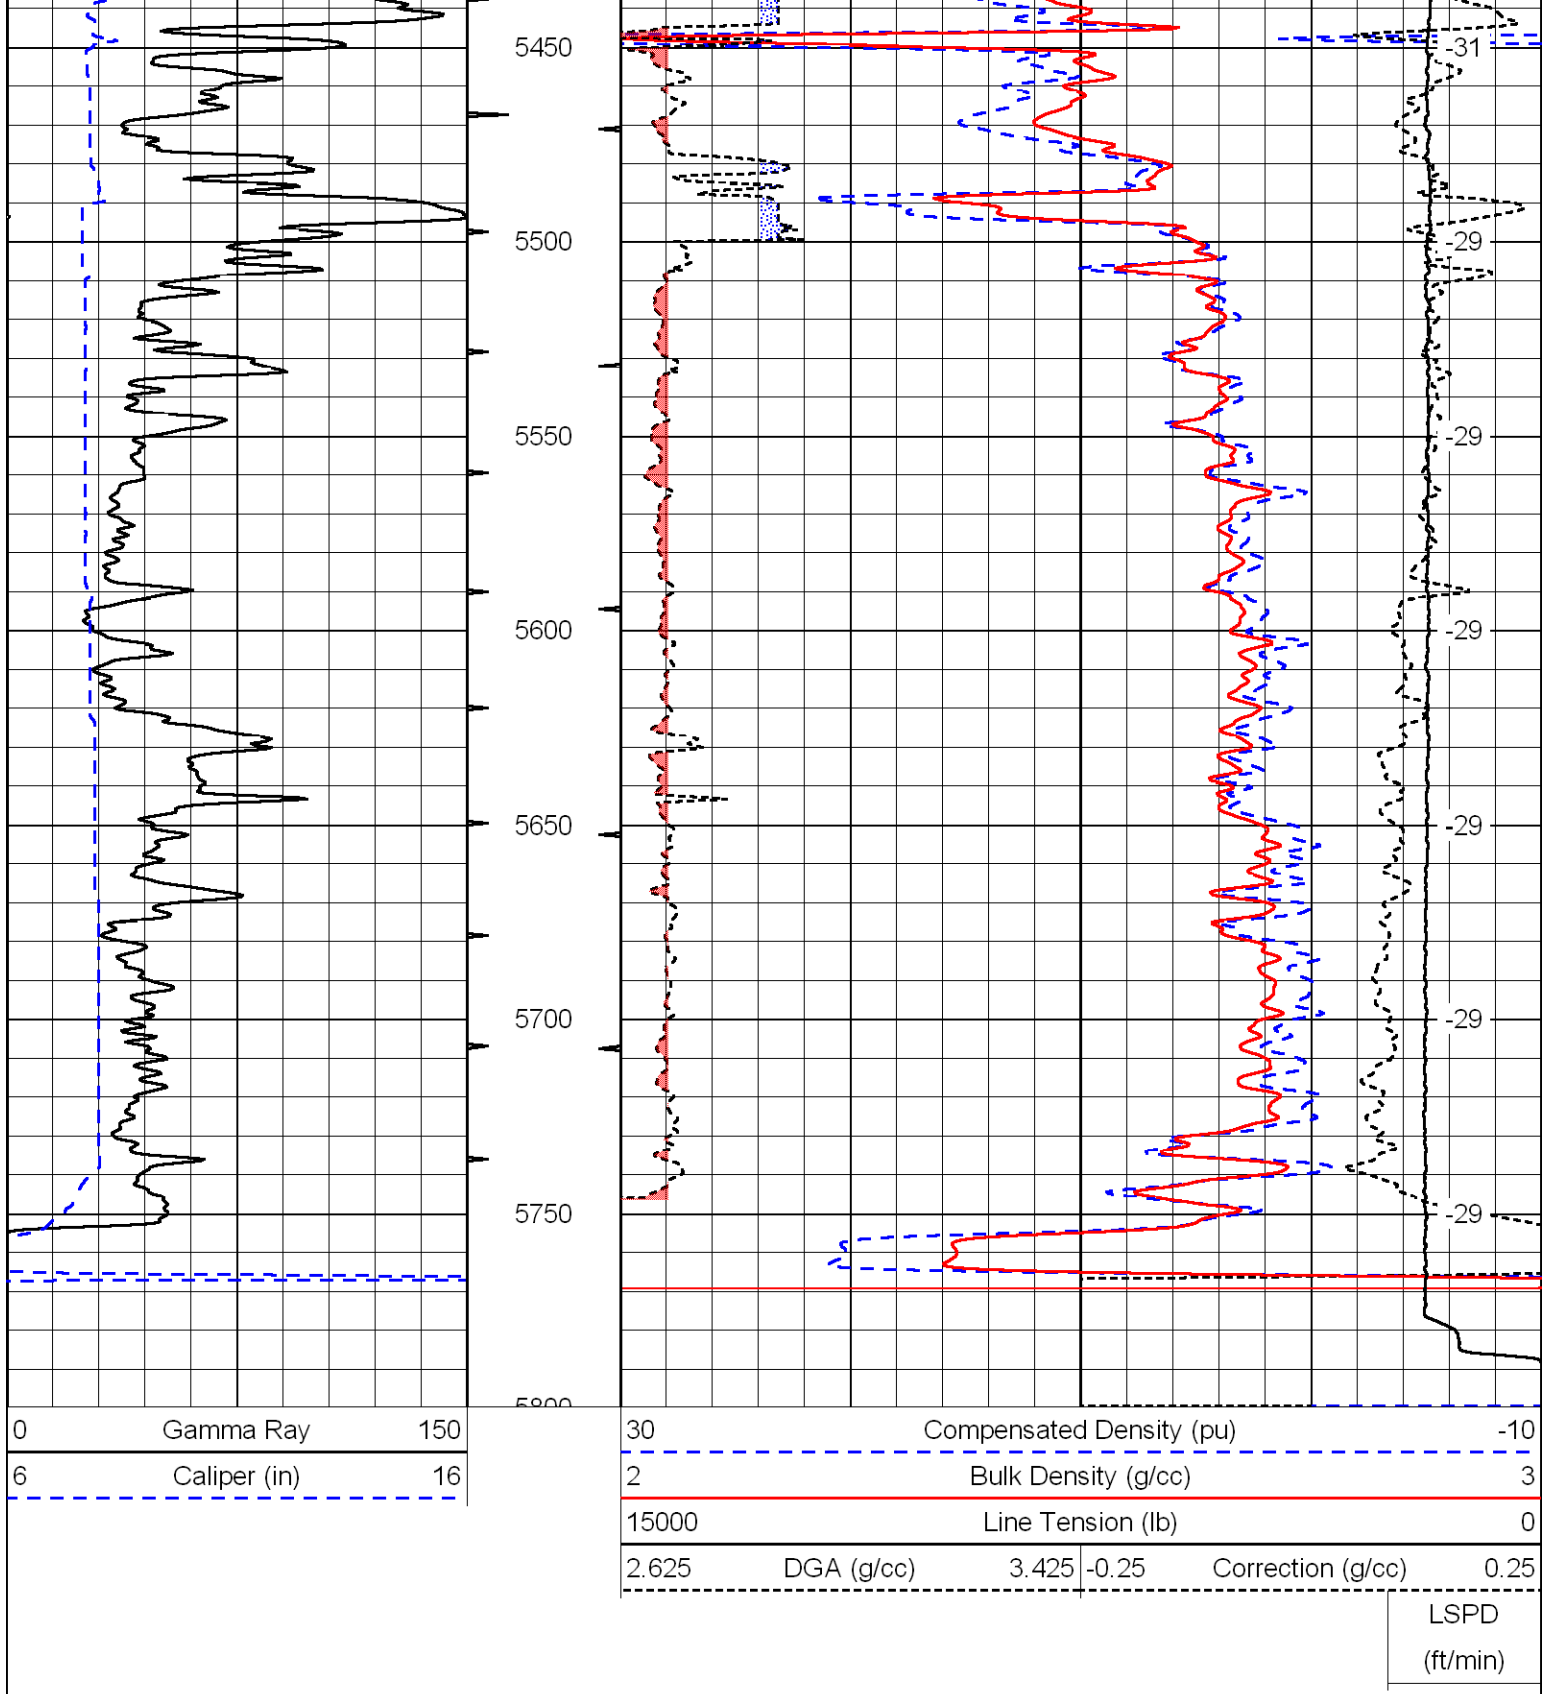 5450
-31
5500
-29
5550
-29
5600
-29
5650
-29
5700
-29
5750
-29
5800
0 Gamma Ray 150
30 Compensated Density (pu) -10
6 Caliper (in) 16
2 Bulk Density (g/cc) 3
15000 Line Tension (lb) 0
2.625 DGA (g/cc) 3.425 -0.25 Correction (g/cc) 0.25
LSPD
(ft/min)